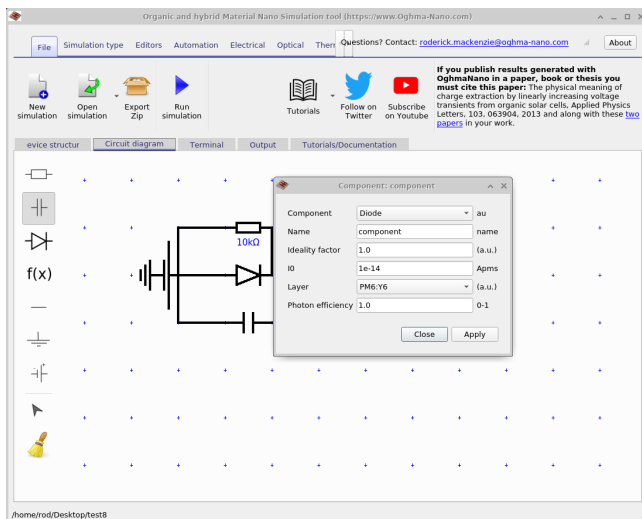 Organic and hybrid Material Nano Simulation tool (https://www.Oghma-Nano.com)
File Simulation type Editors Automation Electrical Optical Ther
Questions? Contact: roderick.mackenzie@oghma-nano.com
About
New
simulation
Open
simulation
Export
Zip
Run
simulation
Tutorials
Follow on
Twitter
Subscribe
on Youtube
If you publish results generated with
OghmaNano in a paper, book or thesis you
must cite this paper: The physical meaning of
charge extraction by linearly increasing voltage
transients from organic solar cells, Applied Physics
Letters, 103, 063904, 2013 and along with these two
papers in your work.
evice structur Circuit diagram Terminal Output Tutorials/Documentation
f(x)
10kΩ
Component: component
Component Diode au
Name component name
Ideality factor 1.0 (a.u.)
I0 1e-14 Apms
Layer PM6:Y6 (a.u.)
Photon efficiency 1.0 0-1
Close Apply
/home/rod/Desktop/test8